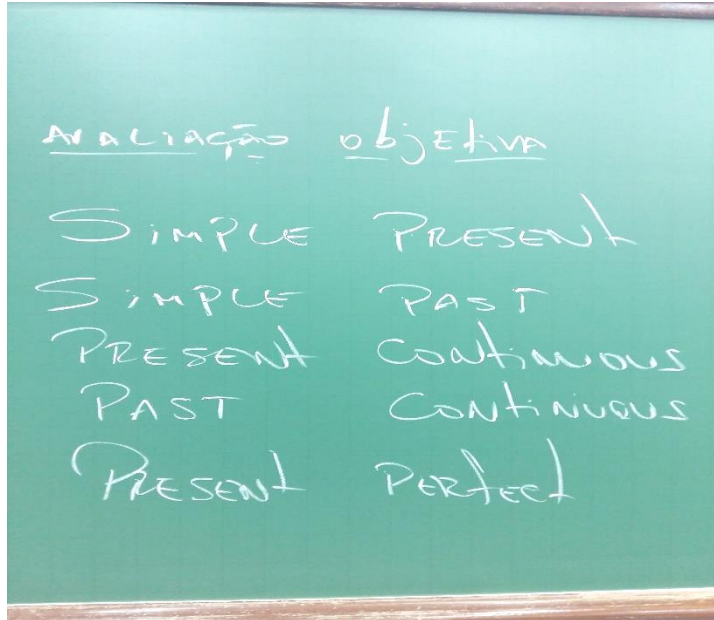 AVALIAÇÃO ObjEtiVA
SiMPLE PRESENt
SiMPLE PAST
PRESENt CONtiNUOUS
PAST CONtiNUOUS
PRESENt PERfECt